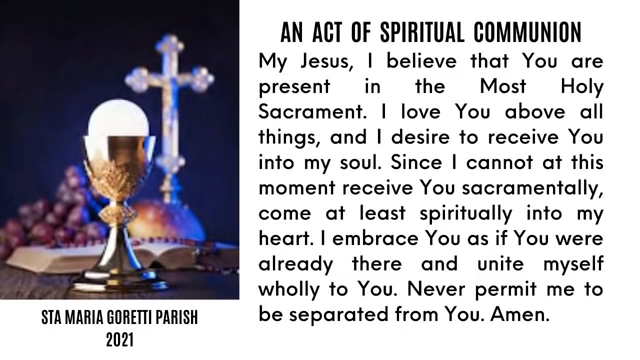 AN ACT OF SPIRITUAL COMMUNION
My Jesus, I believe that You are
present in the Most Holy
Sacrament. I love You above all
things, and I desire to receive You
into my soul. Since I cannot at this
moment receive You sacramentally,
come at least spiritually into my
heart. I embrace You as if You were
already there and unite myself
wholly to You. Never permit me to
be separated from You. Amen.
STA MARIA GORETTI PARISH
2021